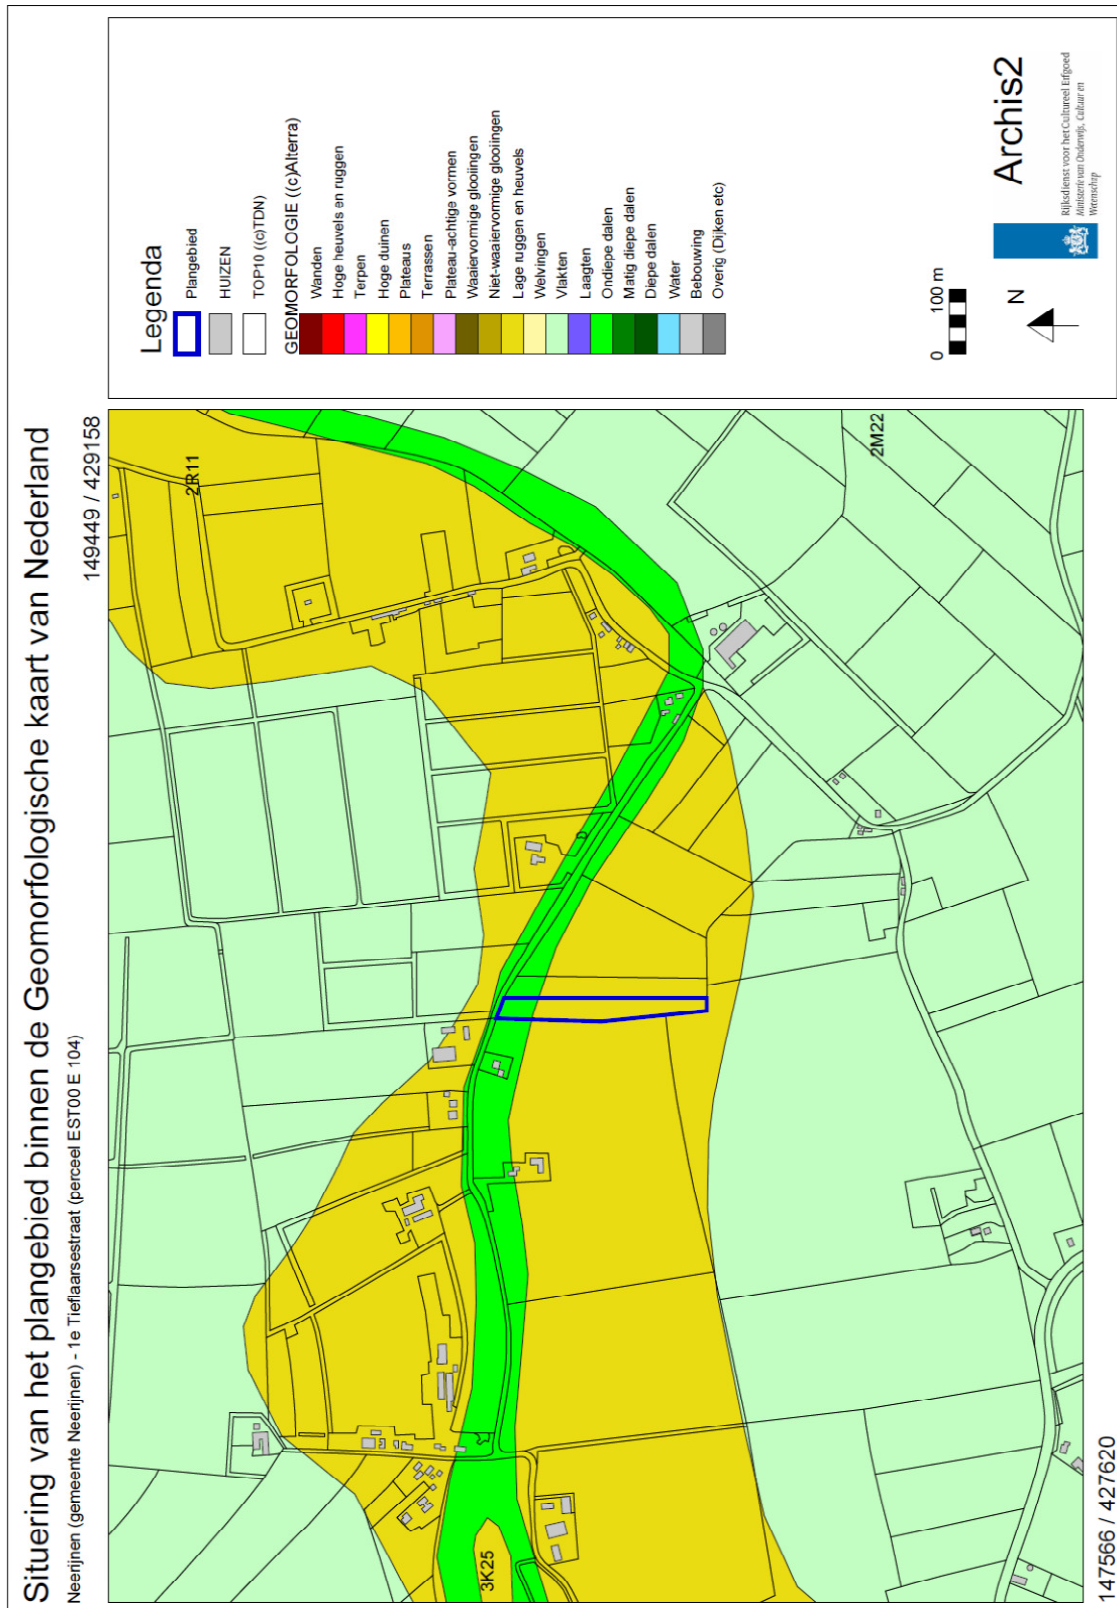 Situering van het plangebied binnen de Geomorfologische kaart van Nederland
Neerijnen (gemeente Neerijnen) - 1e Tieflaarsestraat (perceel EST00 E 104)
149449 / 429158
2R11
2M22
3K25
147566 / 427620
Legenda
Plangebied
HUIZEN
TOP10 ((c)TDN)
GEOMORFOLOGIE ((c)Alterra)
Wanden
Hoge heuvels en ruggen
Terpen
Hoge duinen
Plateaus
Terrassen
Plateau-achtige vormen
Waaiervormige glooiingen
Niet-waaiervormige glooiingen
Lage ruggen en heuvels
Welvingen
Vlakten
Laagten
Ondiepe dalen
Matig diepe dalen
Diepe dalen
Water
Bebouwing
Overig (Dijken etc)
0 100 m
N
Archis2
Rijksdienst voor het Cultureel Erfgoed
Ministerie van Onderwijs, Cultuur en
Wetenschap